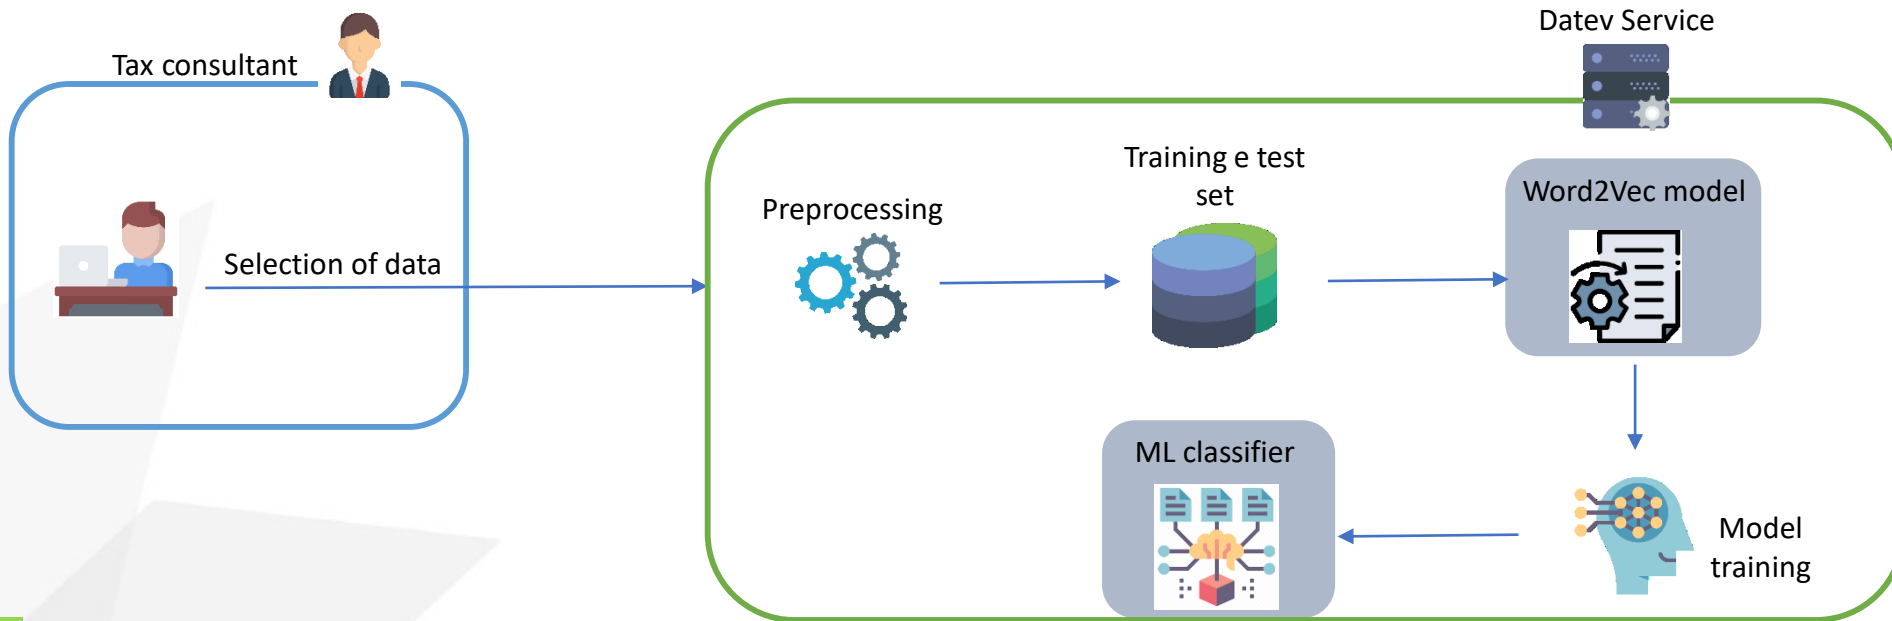 Datev Service
Tax consultant
Training e test
set
Word2Vec model
Preprocessing
Selection of data
ML classifier
Model
training